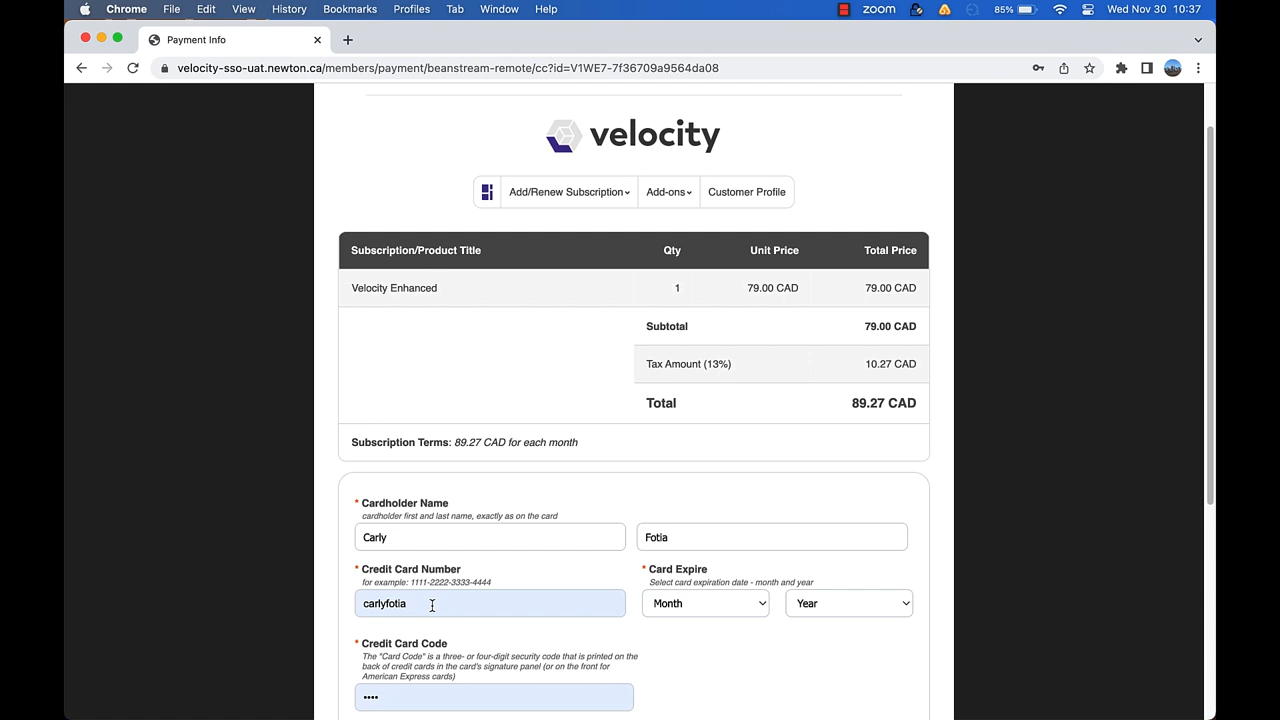 Chrome File Edit View History Bookmarks Profiles Tab Window Help zoom 85% Wed Nov 30 10:37
Payment Info
velocity-sso-uat.newton.ca/members/payment/beanstream-remote/cc?id=V1WE7-7f36709a9564da08
velocity
Add/Renew Subscription Add-ons Customer Profile
Subscription/Product Title Qty Unit Price Total Price
Velocity Enhanced 1 79.00 CAD 79.00 CAD
Subtotal 79.00 CAD
Tax Amount (13%) 10.27 CAD
Total 89.27 CAD
Subscription Terms: 89.27 CAD for each month
* Cardholder Name
cardholder first and last name, exactly as on the card
Carly Fotia
* Credit Card Number * Card Expire
for example: 1111-2222-3333-4444 Select card expiration date - month and year
carlyfotia Month Year
* Credit Card Code
The "Card Code" is a three- or four-digit security code that is printed on the
back of credit cards in the card's signature panel (or on the front for
American Express cards)
••••